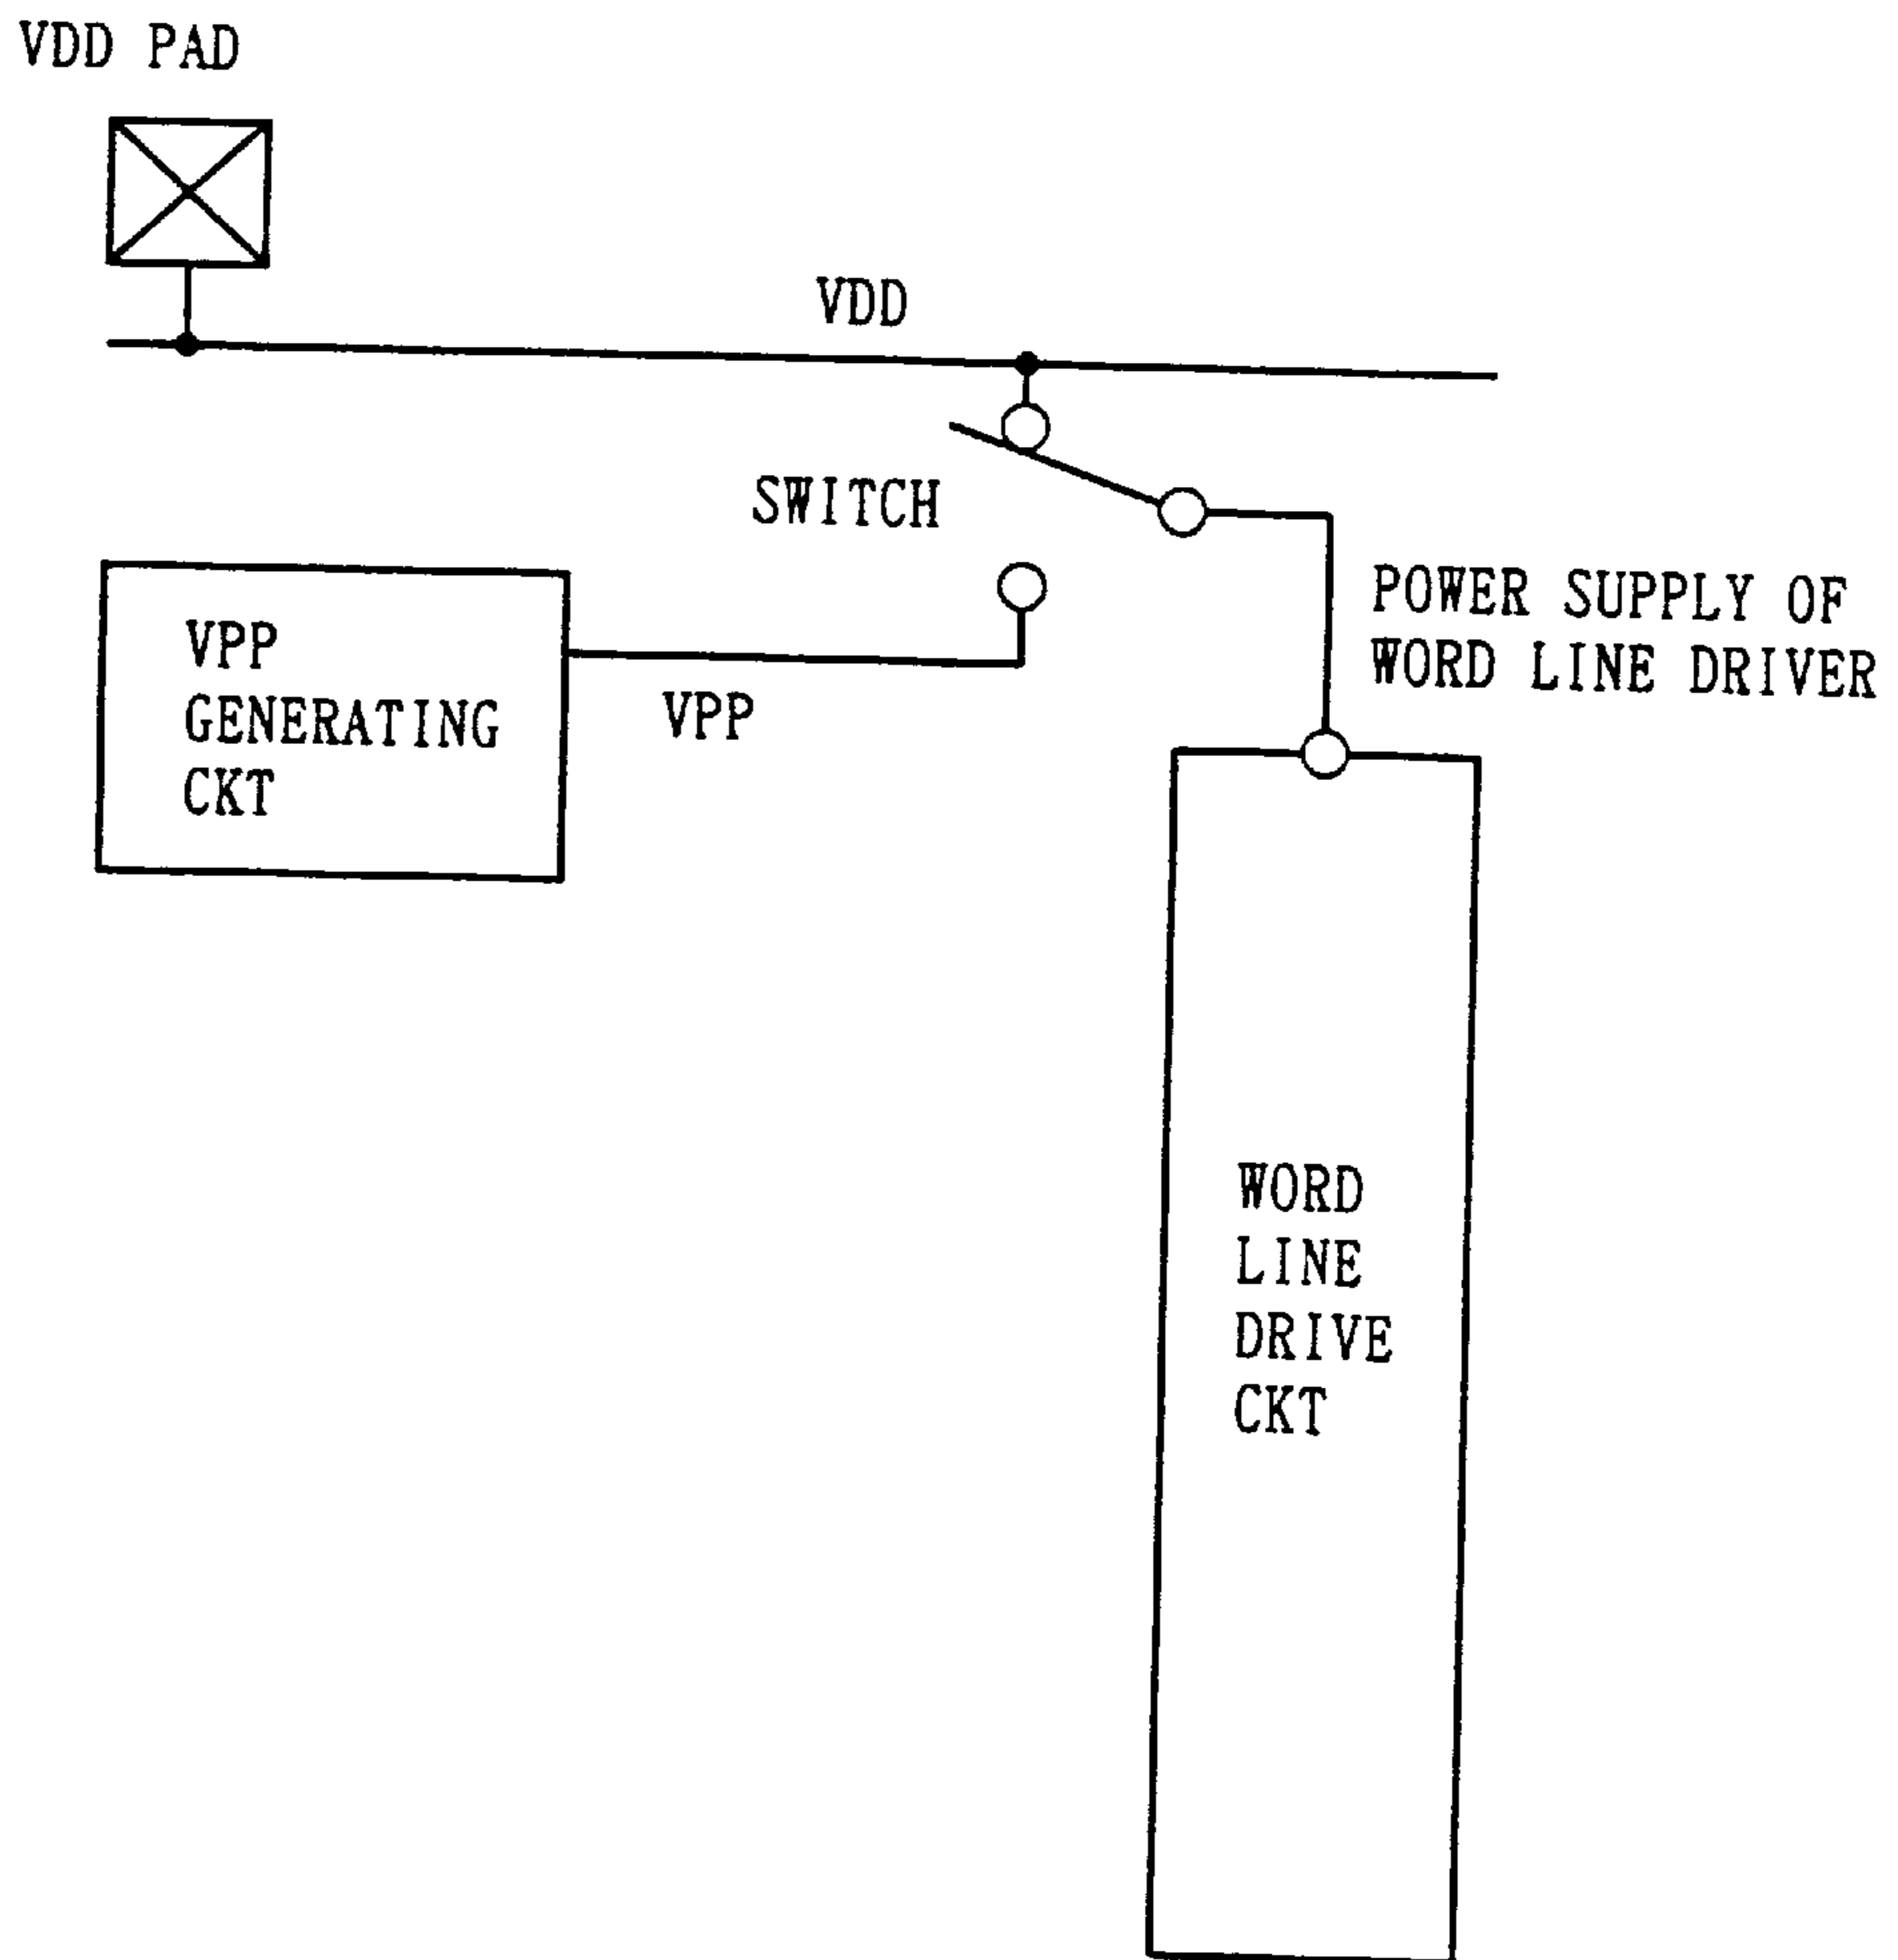 VDD PAD
VDD
SWITCH
POWER SUPPLY OF
WORD LINE DRIVER
VPP
GENERATING
CKT
VPP
WORD
LINE
DRIVE
CKT